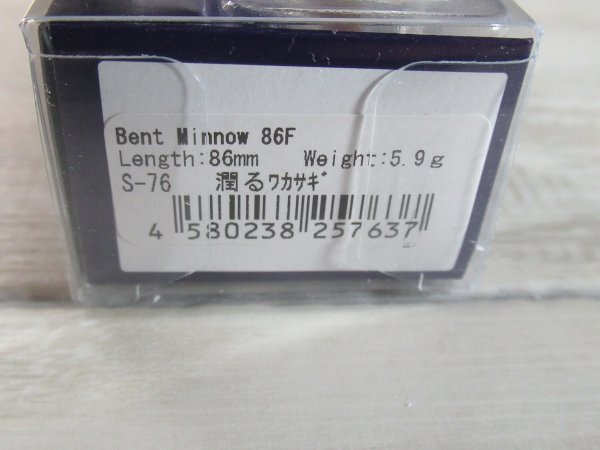 Bent Minnow 86F
Length:86mm Weight:5.9g
S-76 潤るﾜｶｻｷﾞ
4 580238 257637